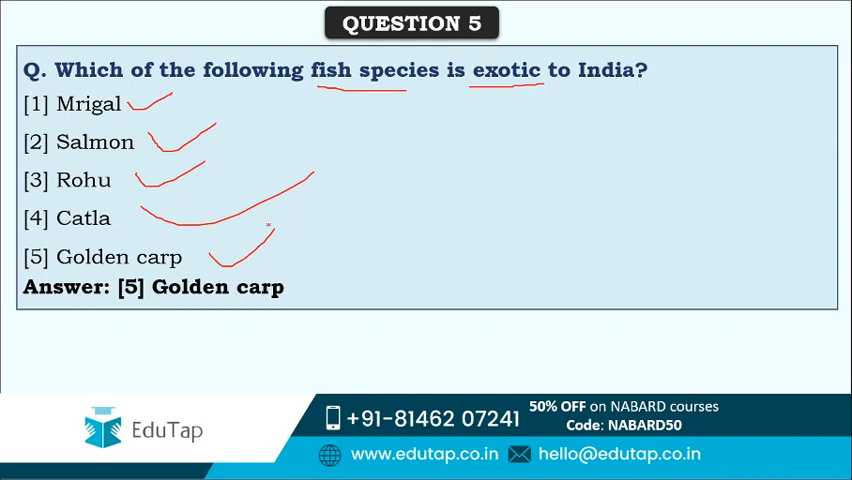 QUESTION 5
Q. Which of the following fish species is exotic to India?
[1] Mrigal
[2] Salmon
[3] Rohu
[4] Catla
[5] Golden carp
Answer: [5] Golden carp
EduTap
+91-81462 07241
50% OFF on NABARD courses
Code: NABARD50
www.edutap.co.in
hello@edutap.co.in